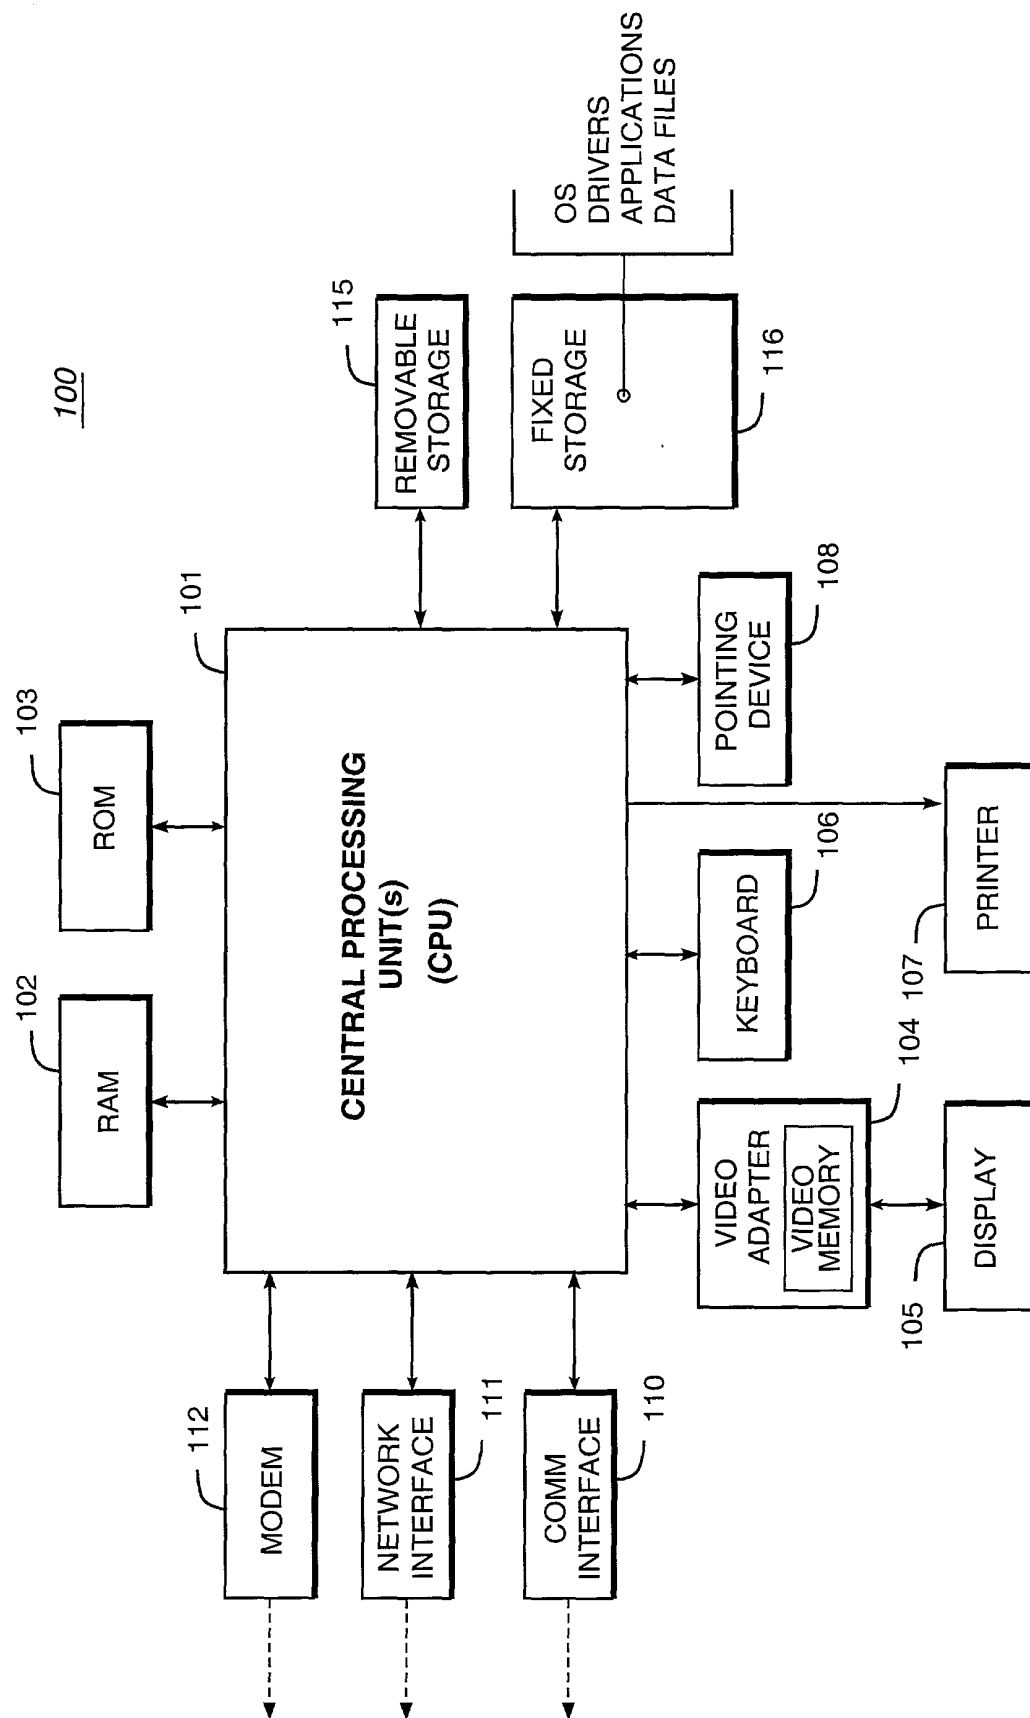 100
102
RAM
103
ROM
101
CENTRAL PROCESSING
UNIT(s)
(CPU)
112
MODEM
NETWORK
INTERFACE
111
COMM
INTERFACE
110
115
REMOVABLE
STORAGE
FIXED
STORAGE
116
OS
DRIVERS
APPLICATIONS
DATA FILES
VIDEO
ADAPTER
VIDEO
MEMORY
104
KEYBOARD
106
POINTING
DEVICE
108
105
DISPLAY
107
PRINTER